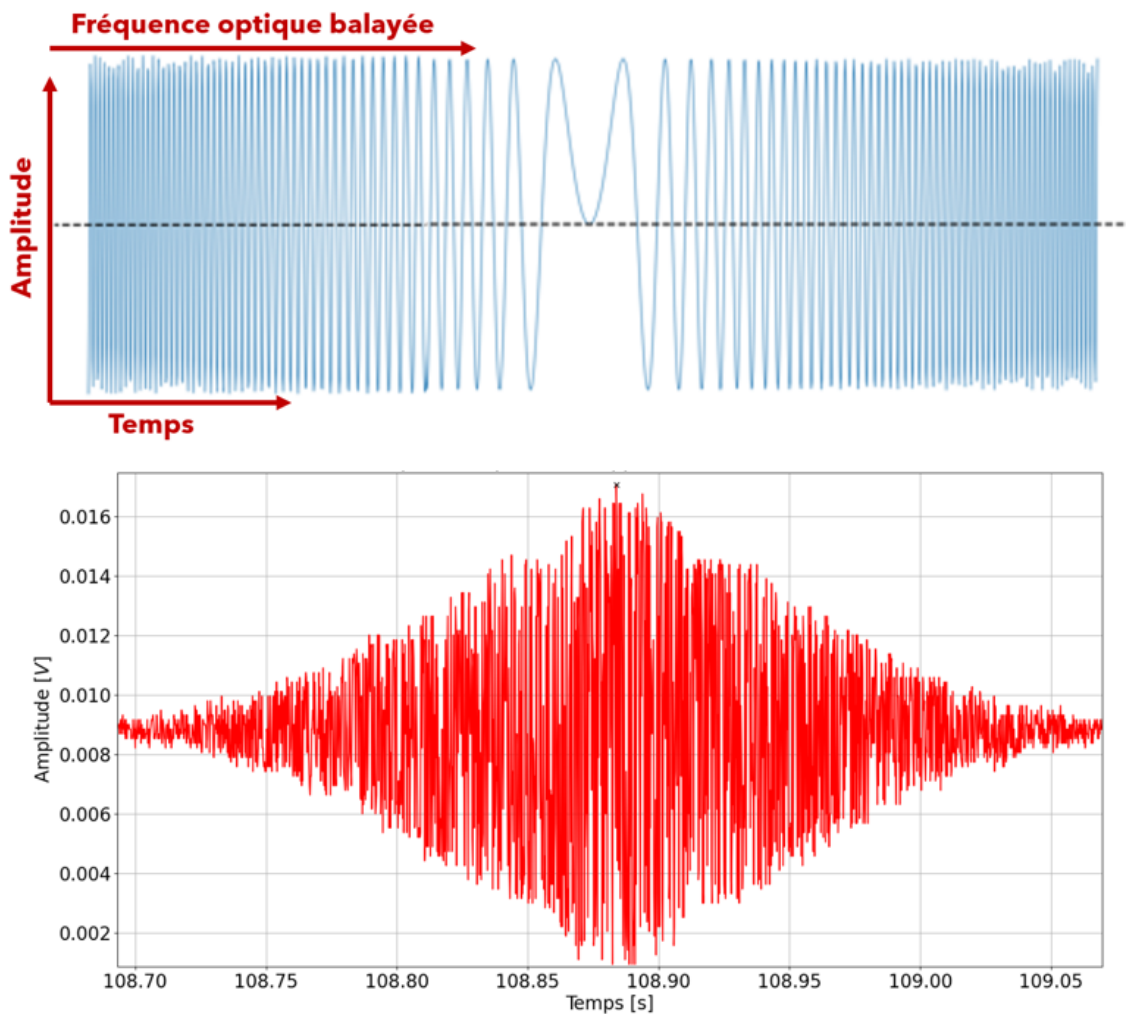 Fréquence optique balayée
Amplitude
Temps
0.016
0.014
0.012
0.010
0.008
0.006
0.004
0.002
Amplitude [V]
108.70 108.75 108.80 108.85 108.90 108.95 109.00 109.05
Temps [s]